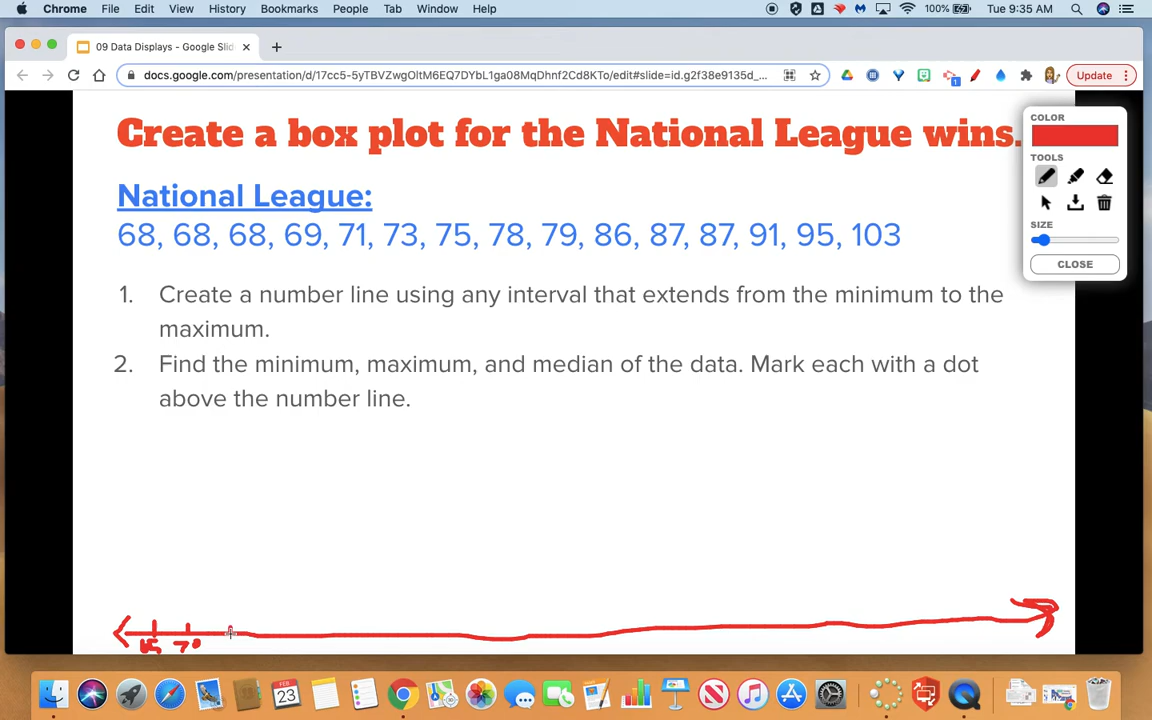 Chrome File Edit View History Bookmarks People Tab Window Help 100% Tue 9:35 AM
09 Data Displays - Google Slid
docs.google.com/presentation/d/17cc5-5yTBVZwgOltM6EQ7DYbL1ga08MqDhnf2Cd8KTo/edit#slide=id.g2f38e9135d_... 1 Update
Create a box plot for the National League wins.
National League:
68, 68, 68, 69, 71, 73, 75, 78, 79, 86, 87, 87, 91, 95, 103
1. Create a number line using any interval that extends from the minimum to the
maximum.
2. Find the minimum, maximum, and median of the data. Mark each with a dot
above the number line.
COLOR
TOOLS
SIZE
CLOSE
65 70
FEB
23